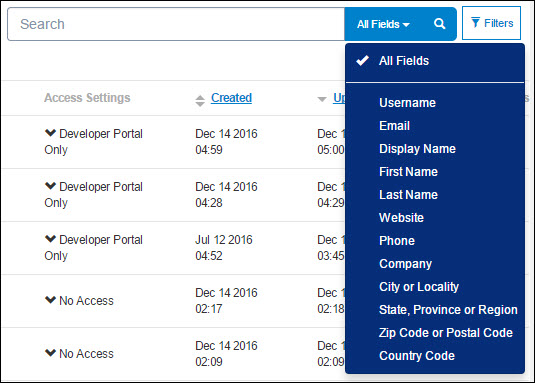 Search
All Fields
Filters
All Fields
Username
Email
Display Name
First Name
Last Name
Website
Phone
Company
City or Locality
State, Province or Region
Zip Code or Postal Code
Country Code
Access Settings Created Up s
Developer Portal Only Dec 14 2016 04:59 Dec 1 05:00
Developer Portal Only Dec 14 2016 04:28 Dec 1 04:29
Developer Portal Only Jul 12 2016 04:52 Dec 1 03:45
No Access Dec 14 2016 02:17 Dec 1 02:18
No Access Dec 14 2016 02:09 Dec 1 02:09